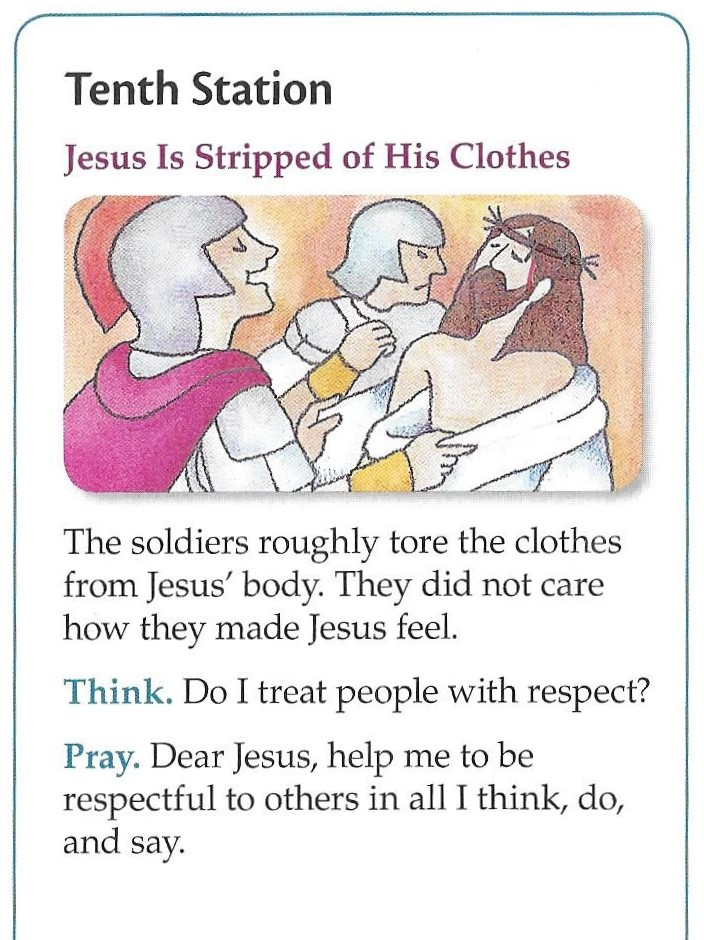 Tenth Station
Jesus Is Stripped of His Clothes
The soldiers roughly tore the clothes
from Jesus’ body. They did not care
how they made Jesus feel.
Think. Do I treat people with respect?
Pray. Dear Jesus, help me to be
respectful to others in all I think, do,
and say.